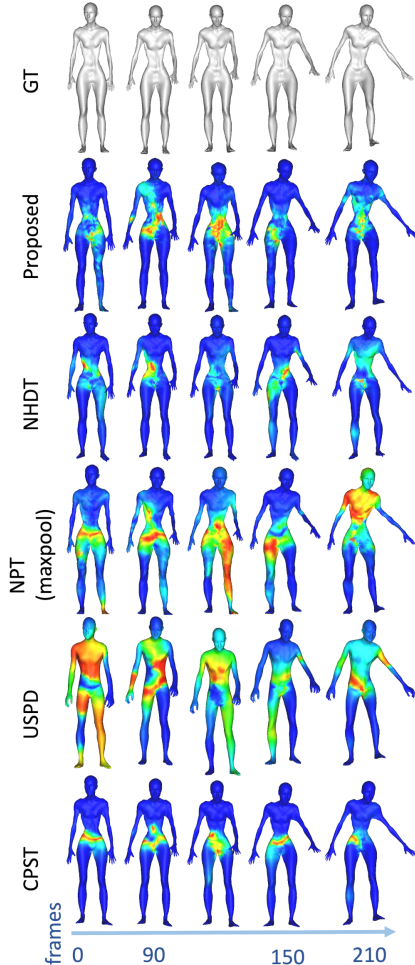 GT
Proposed
NHDT
NPT
(maxpool)
USPD
CPST
frames
0 90 150 210